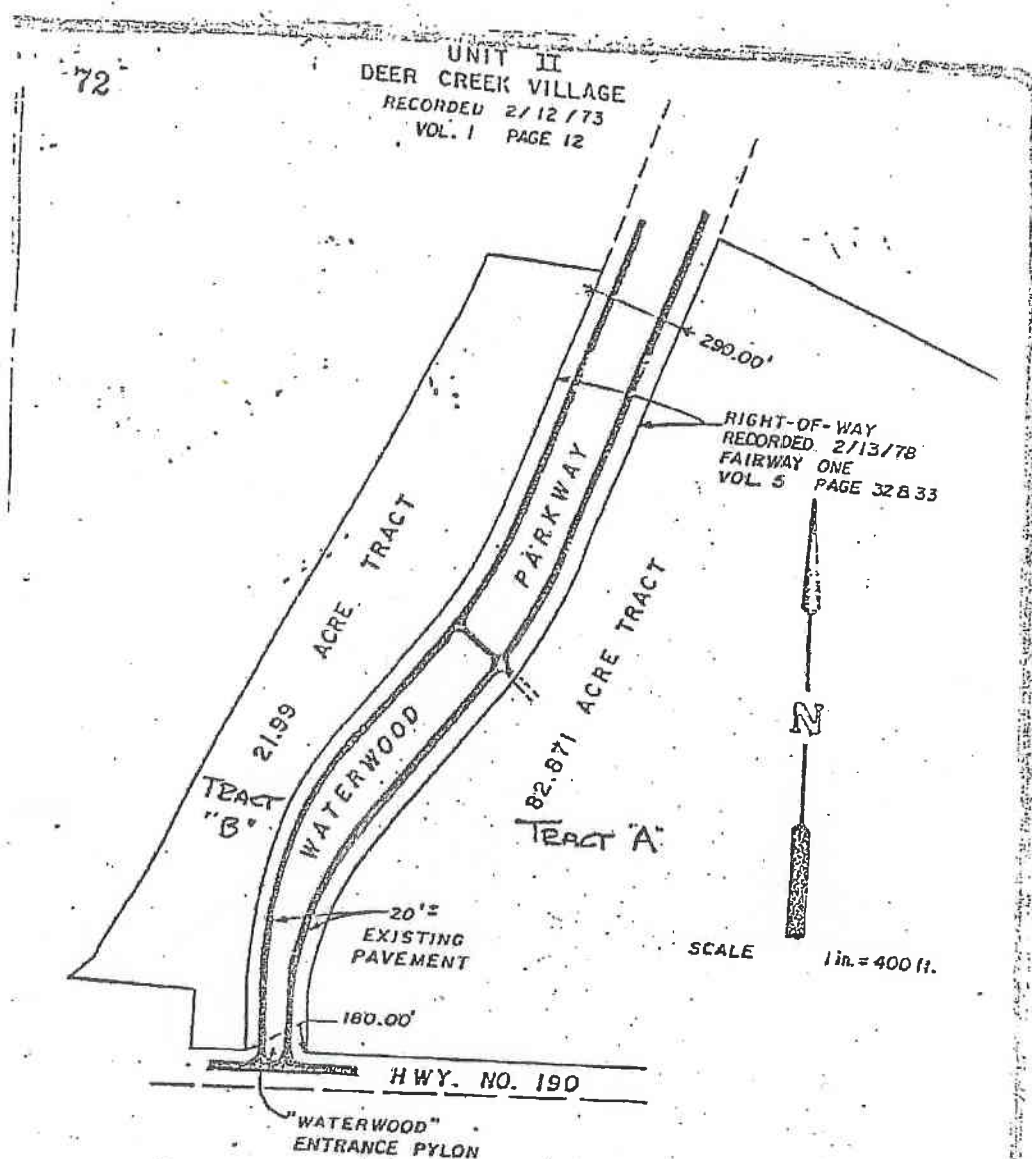 72
UNIT II
DEER CREEK VILLAGE
RECORDED 2/12/73
VOL. 1 PAGE 12
290.00'
RIGHT-OF-WAY
RECORDED 2/13/78
FAIRWAY ONE
VOL. 5 PAGE 32&33
PARKWAY
21.99 ACRE TRACT
82.871 ACRE TRACT
N
WATERWOOD
TRACT
"B"
TRACT "A"
20'±
EXISTING
PAVEMENT
SCALE 1 in. = 400 ft.
180.00'
HWY. NO. 190
"WATERWOOD"
ENTRANCE PYLON